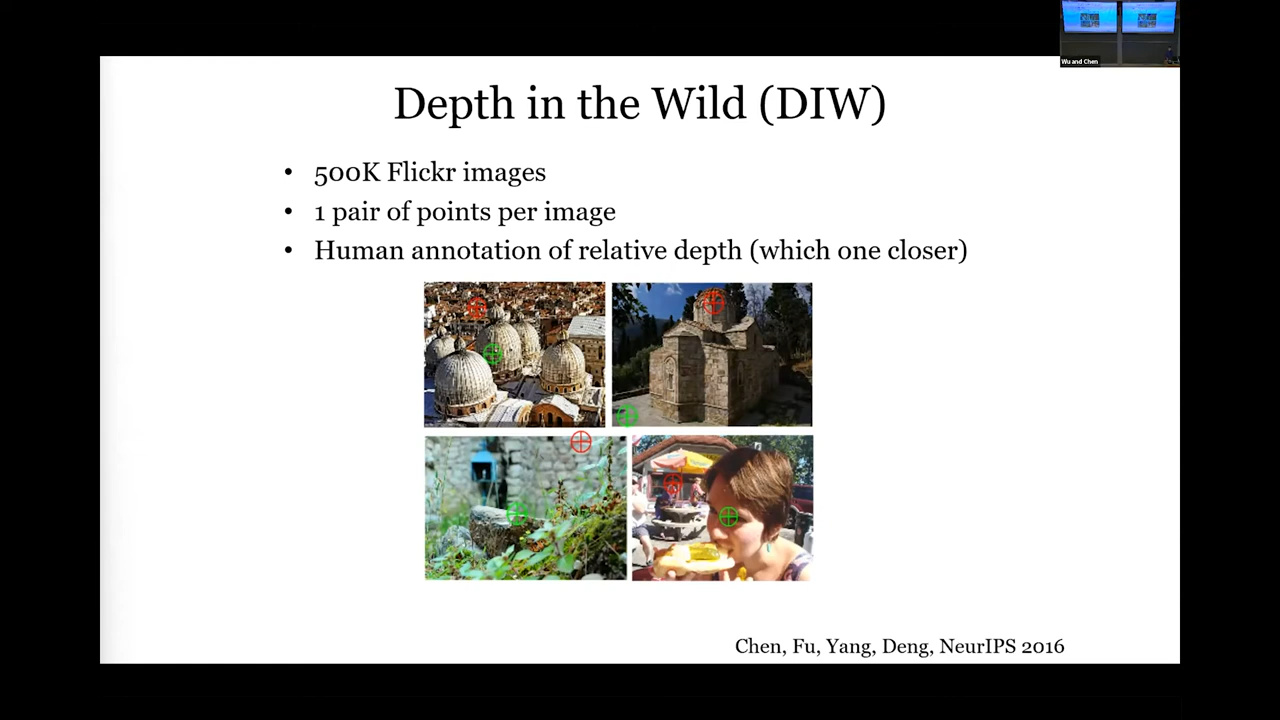 Wu and Chen
Depth in the Wild (DIW)
• 500K Flickr images
• 1 pair of points per image
• Human annotation of relative depth (which one closer)
Chen, Fu, Yang, Deng, NeurIPS 2016